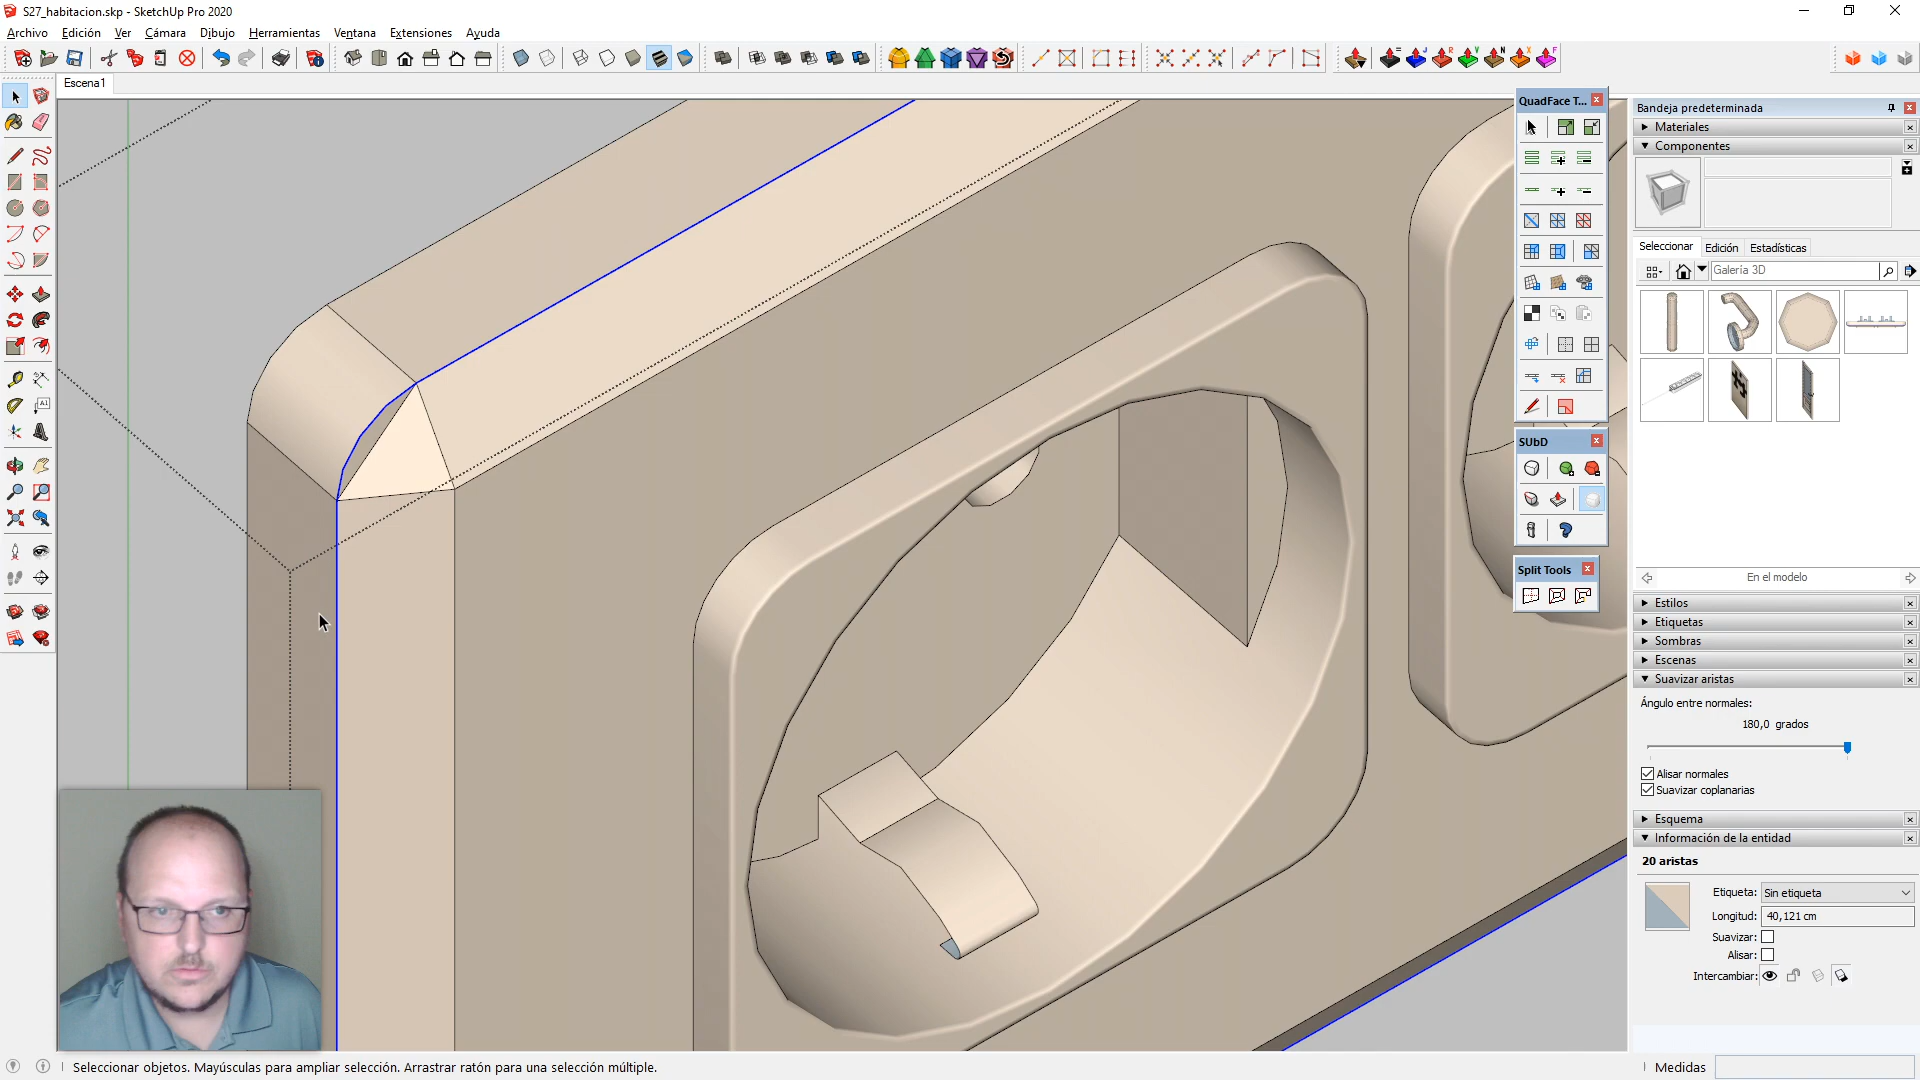 S27_habitacion.skp - SketchUp Pro 2020
Archivo Edición Ver Cámara Dibujo Herramientas Ventana Extensiones Ayuda
Escena1
QuadFace T...
SUbD
Split Tools
Bandeja predeterminada
Materiales
Componentes
Seleccionar Edición Estadísticas
Galería 3D
En el modelo
Estilos
Etiquetas
Sombras
Escenas
Suavizar aristas
Ángulo entre normales:
180,0 grados
Alisar normales
Suavizar coplanarias
Esquema
Información de la entidad
20 aristas
Etiqueta: Sin etiqueta
Longitud: 40,121 cm
Suavizar:
Alisar:
Intercambiar:
Seleccionar objetos. Mayúsculas para ampliar selección. Arrastrar ratón para una selección múltiple.
Medidas